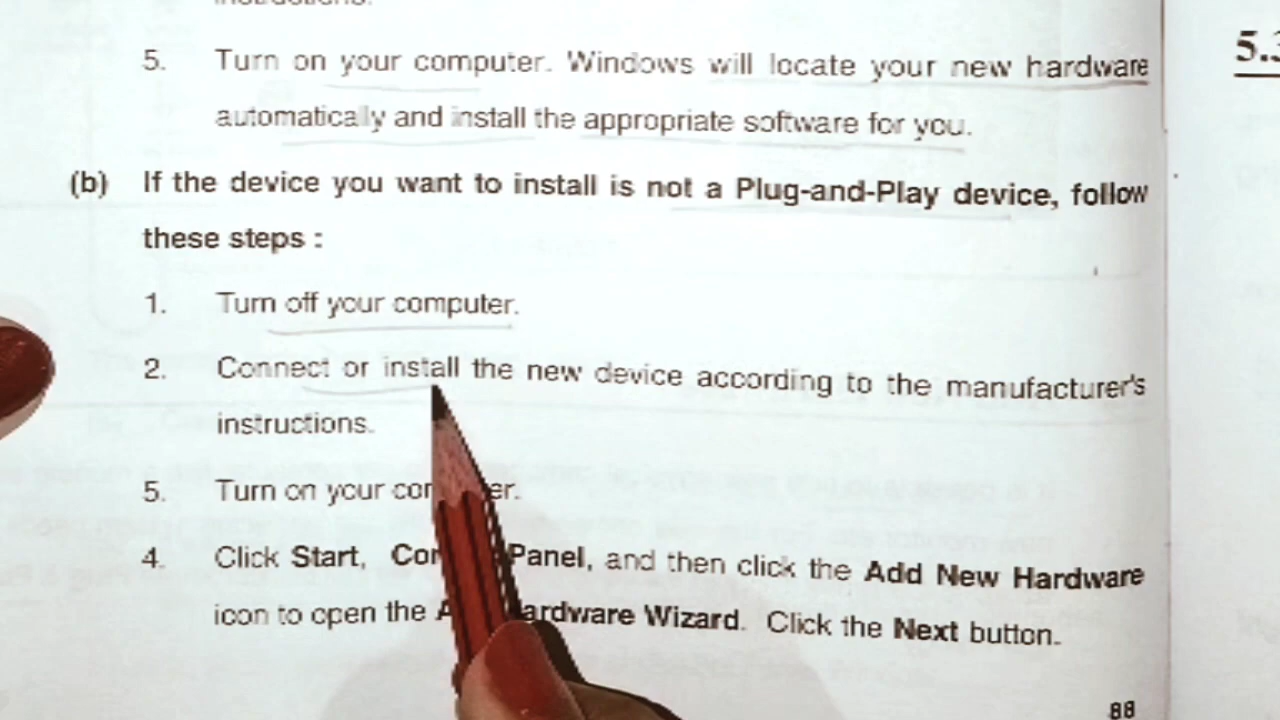 5. Turn on your computer. Windows will locate your new hardware
automatically and install the appropriate software for you.
(b) If the device you want to install is not a Plug-and-Play device, follow
these steps :
1. Turn off your computer.
2. Connect or install the new device according to the manufacturer's
instructions.
5. Turn on your er.
4. Click Start, Panel, and then click the Add New Hardware
icon to open the ardware Wizard. Click the Next button.
88